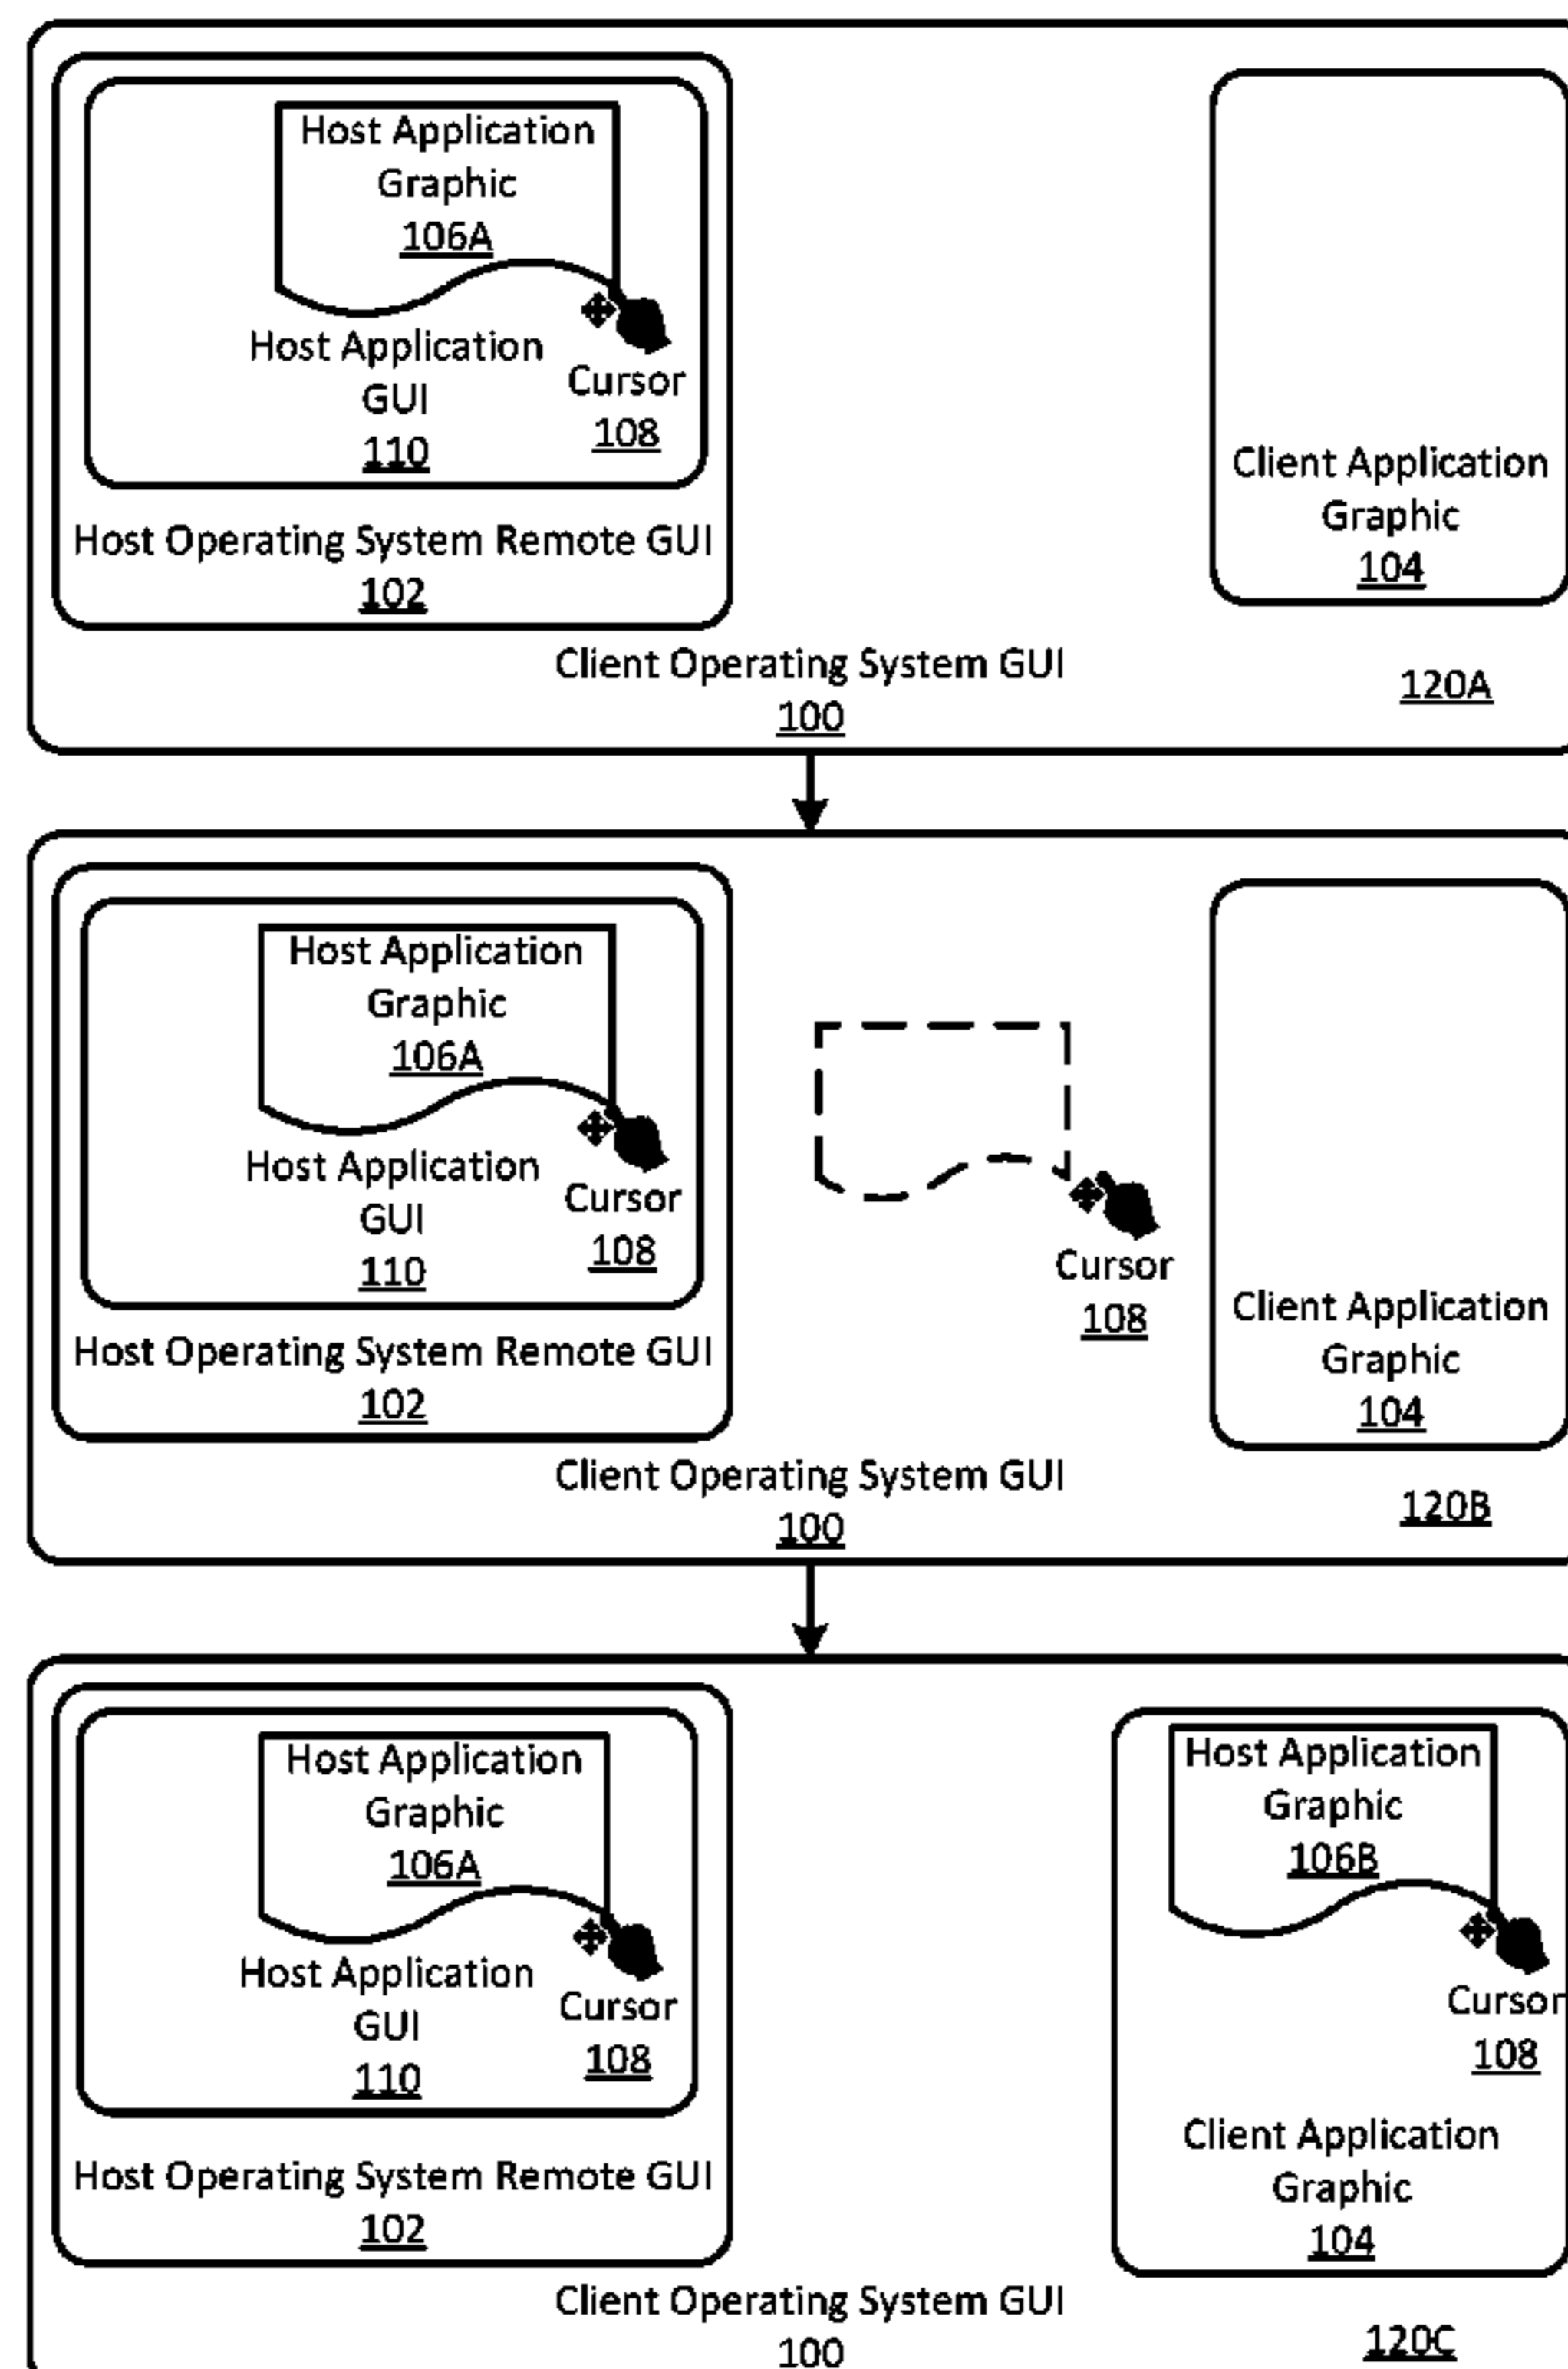 Host Application
Graphic
106A
Host Application
GUI
110
Cursor
108
Host Operating System Remote GUI
102
Client Application
Graphic
104
Client Operating System GUI
100
120A
Host Application
Graphic
106A
Host Application
GUI
110
Cursor
108
Host Operating System Remote GUI
102
Cursor
108
Client Application
Graphic
104
Client Operating System GUI
100
120B
Host Application
Graphic
106A
Host Application
GUI
110
Cursor
108
Host Operating System Remote GUI
102
Host Application
Graphic
106B
Cursor
108
Client Application
Graphic
104
Client Operating System GUI
100
120C